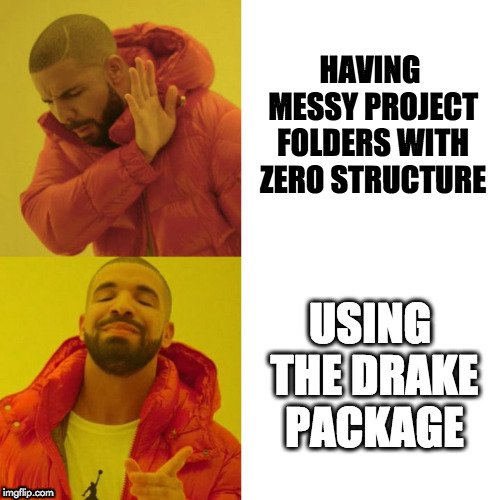 HAVING
MESSY PROJECT
FOLDERS WITH
ZERO STRUCTURE
USING
THE DRAKE
PACKAGE
imgflip.com